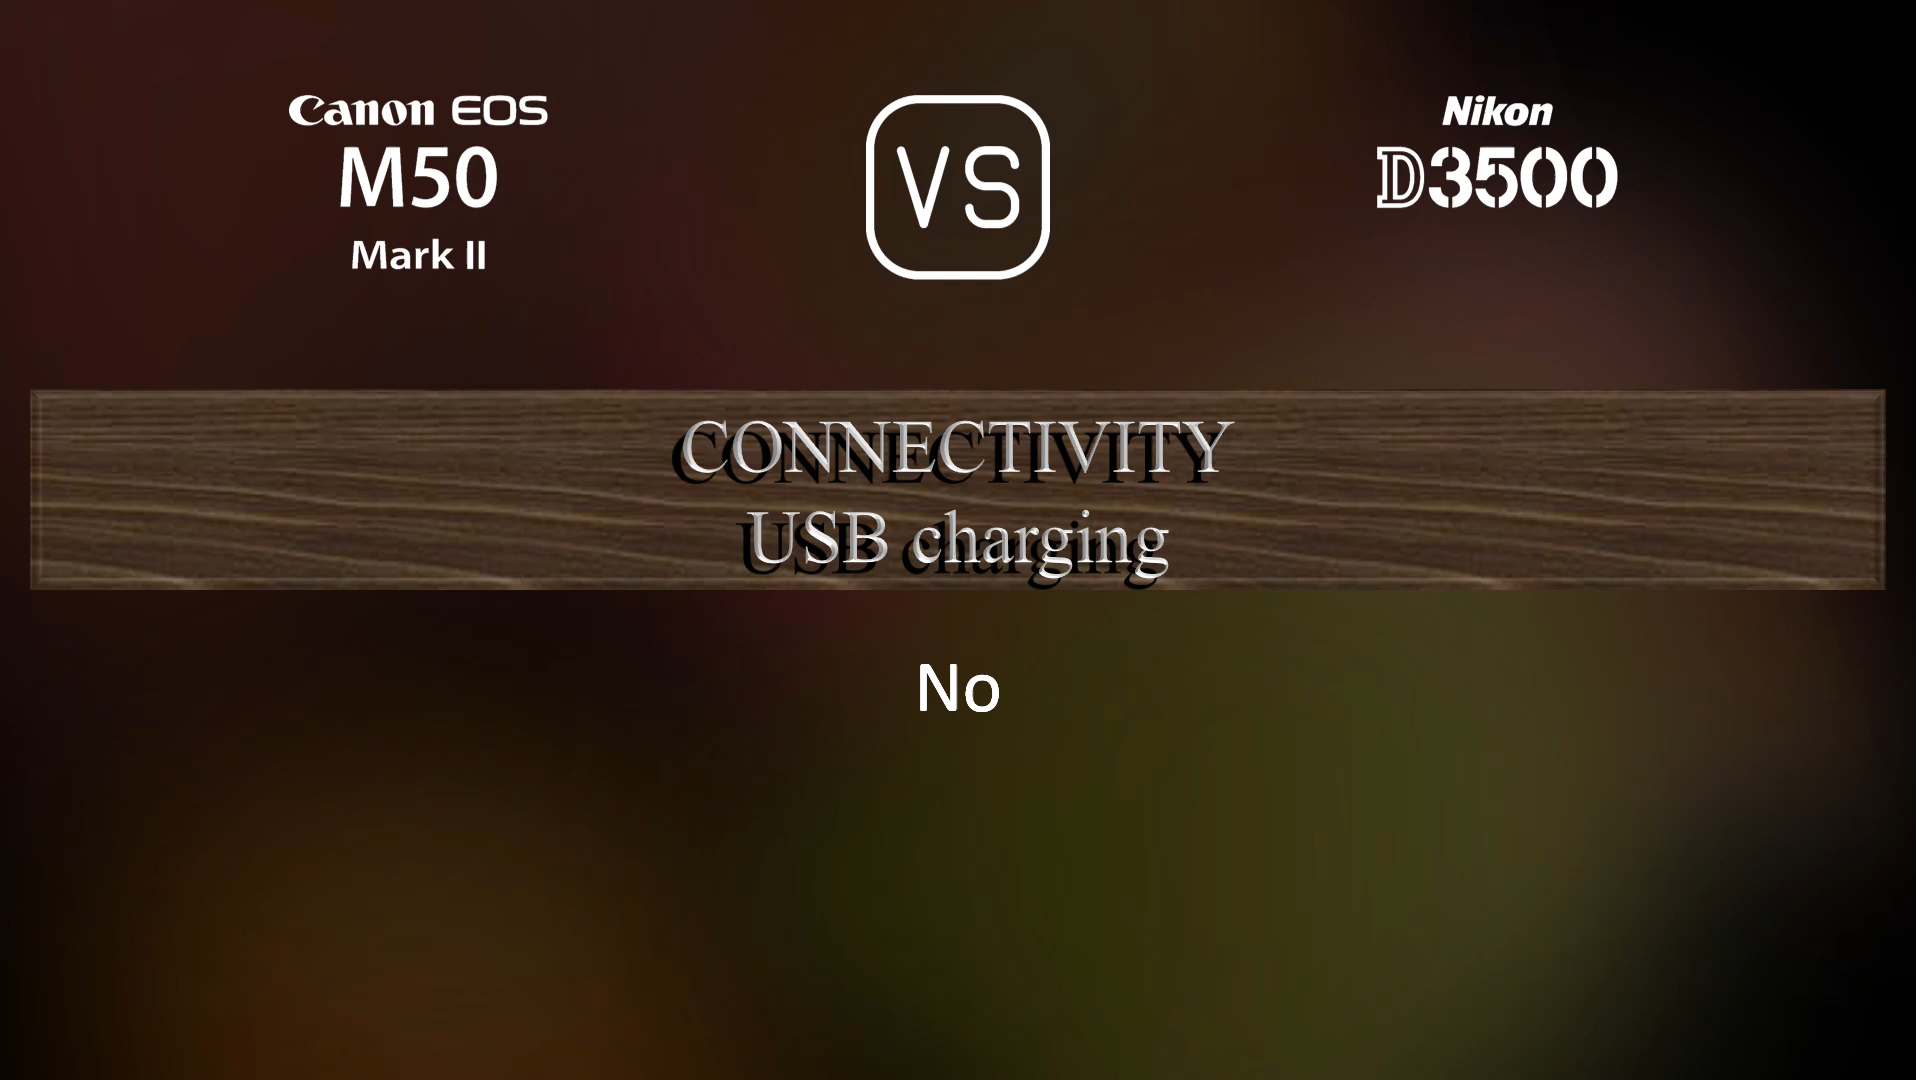 Canon EOS
M50
Mark II
VS
Nikon
D3500
CONNECTIVITY
USB charging
No